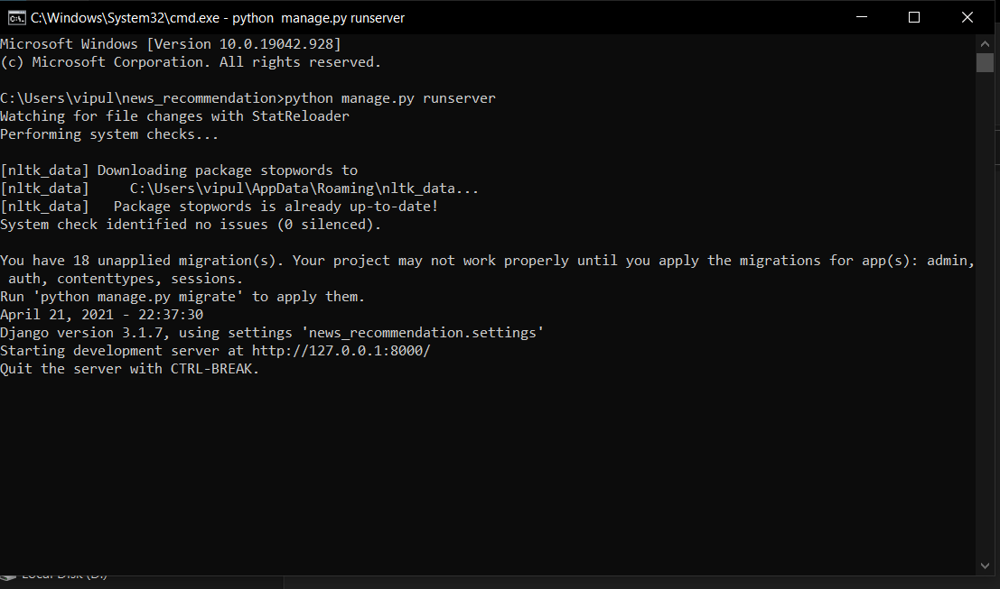 C:\Windows\System32\cmd.exe - python  manage.py runserver
Microsoft Windows [Version 10.0.19042.928]
(c) Microsoft Corporation. All rights reserved.
C:\Users\vipul\news_recommendation>python manage.py runserver
Watching for file changes with StatReloader
Performing system checks...
[nltk_data] Downloading package stopwords to
[nltk_data]     C:\Users\vipul\AppData\Roaming\nltk_data...
[nltk_data]   Package stopwords is already up-to-date!
System check identified no issues (0 silenced).
You have 18 unapplied migration(s). Your project may not work properly until you apply the migrations for app(s): admin,
 auth, contenttypes, sessions.
Run 'python manage.py migrate' to apply them.
April 21, 2021 - 22:37:30
Django version 3.1.7, using settings 'news_recommendation.settings'
Starting development server at http://127.0.0.1:8000/
Quit the server with CTRL-BREAK.
Local Disk (D:)